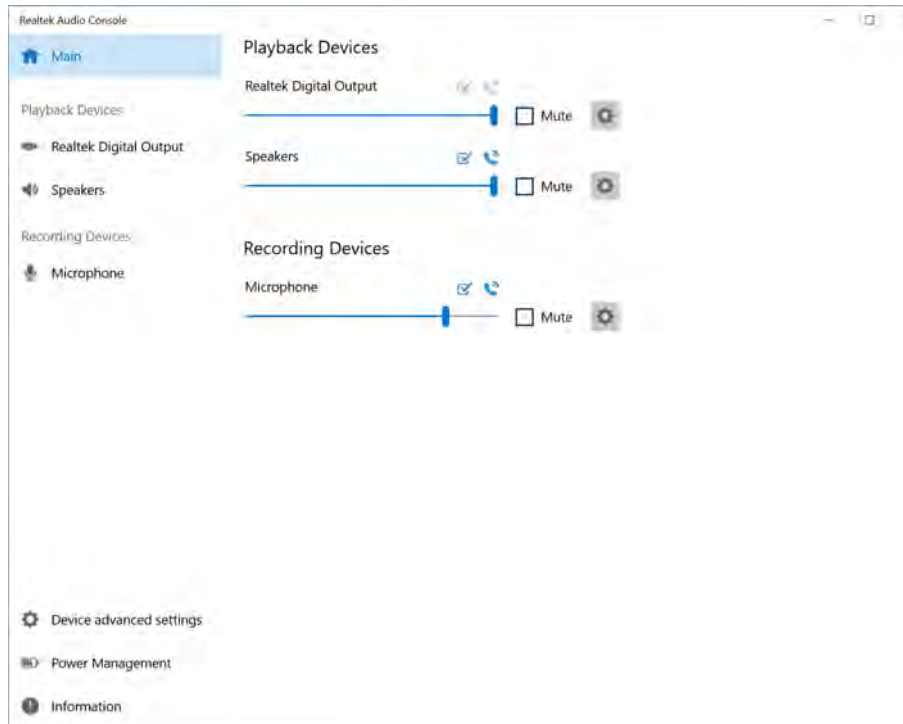 Realtek Audio Console
Main
Playback Devices
Realtek Digital Output
Speakers
Recording Devices
Microphone
Device advanced settings
Power Management
Information
Playback Devices
Realtek Digital Output
Mute
Speakers
Mute
Recording Devices
Microphone
Mute